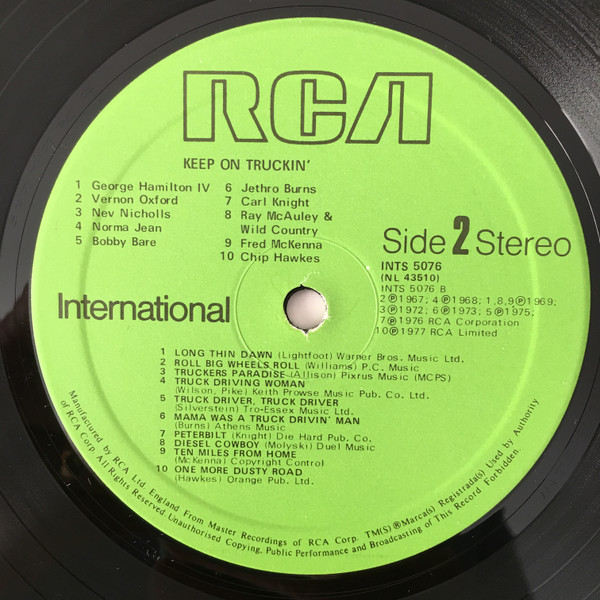 RCA
KEEP ON TRUCKIN'
1 George Hamilton IV
2 Vernon Oxford
3 Nev Nicholls
4 Norma Jean
5 Bobby Bare
6 Jethro Burns
7 Carl Knight
8 Ray McAuley &
Wild Country
9 Fred McKenna
10 Chip Hawkes
Side 2 Stereo
INTS 5076
(NL 43510)
INTS 5076 B
2℗1967; 4℗1968; 1,8,9℗1969;
3℗1972; 6℗1973; 5℗1975;
7℗1976 RCA Corporation
10℗1977 RCA Limited
International
1 LONG THIN DAWN (Lightfoot) Warner Bros. Music Ltd.
2 ROLL BIG WHEELS ROLL (Williams) P.C. Music
3 TRUCKERS PARADISE (Allison) Pixrus Music (MCPS)
4 TRUCK DRIVING WOMAN
(Wilson, Pike) Keith Prowse Music Pub. Co. Ltd.
5 TRUCK DRIVER, TRUCK DRIVER
(Silverstein) Tro-Essex Music Ltd.
6 MAMA WAS A TRUCK DRIVIN' MAN
(Burns) Athens Music
7 PETERBILT (Knight) Die Hard Pub. Co.
8 DIESEL COWBOY (Molyski) Duel Music
9 TEN MILES FROM HOME
(McKenna) Copyright Control
10 ONE MORE DUSTY ROAD
(Hawkes) Orange Pub. Ltd.
Manufactured by RCA Ltd. England From Master Recordings of RCA Corp. TM(S)®Marca(s) Registrada(s) Used by Authority
of RCA Corp. All Rights Reserved. Unauthorised Copying, Public Performance and Broadcasting of This Record Forbidden.